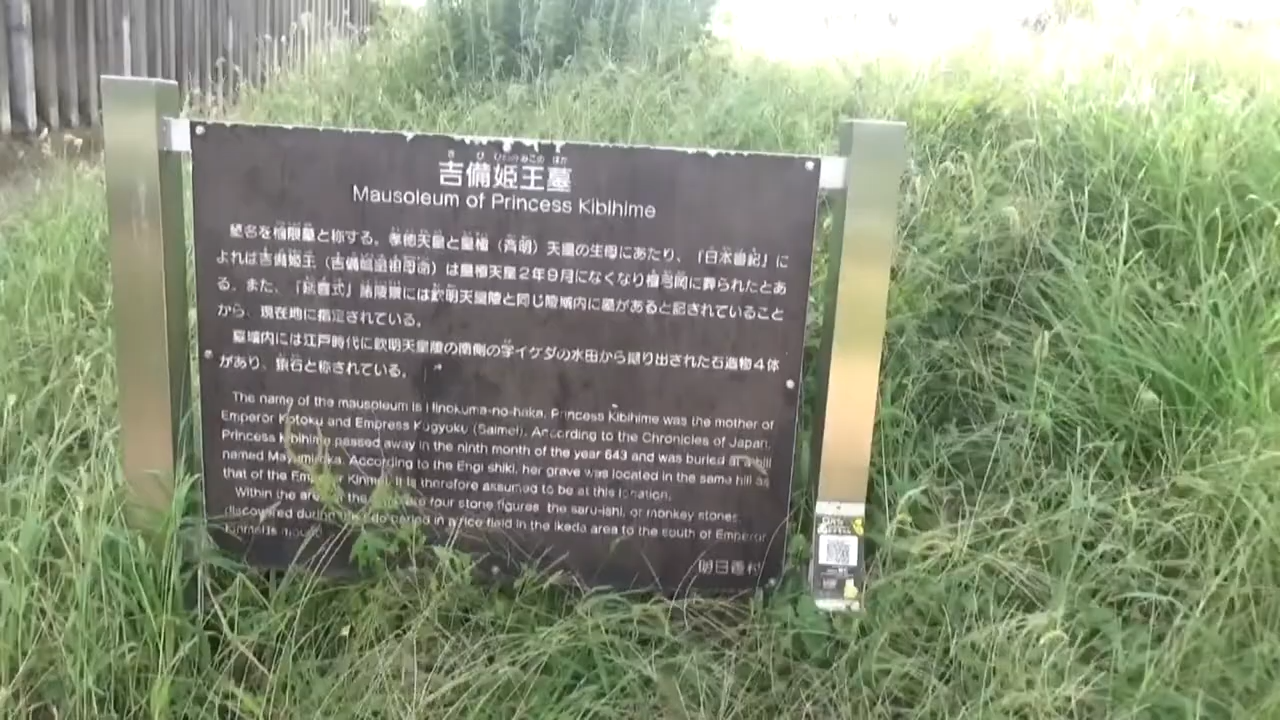 吉備姫王墓
Mausoleum of Princess Kibihime
墓名を檜隈墓と称する。孝徳天皇と皇極（斉明）天皇の生母にあたり、「日本書紀」に
よれば吉備姫王（吉備嶋皇祖母命）は皇極天皇2年9月になくなり檀弓岡に葬られたとあ
る。また、「延喜式」諸陵寮には欽明天皇陵と同じ陵域内に墓があると記されていること
から、現在地に指定されている。
墓域内には江戸時代に欽明天皇陵の南側の字イケダの水田から掘り出された石造物4体
があり、猿石と称されている。
The name of the mausoleum is Hinokuma-no-haka. Princess Kibihime was the mother of
Emperor Kotoku and Empress Kogyoku (Saimei). According to the Chronicles of Japan,
Princess Kibihime passed away in the ninth month of the year 643 and was buried at a hill
named Mayumi-oka. According to the Engi shiki, her grave was located in the same hill as
that of the Emperor Kinmei. It is therefore assumed to be at this location.
Within the area four stone figures, the saru-ishi, or monkey stones,
discovered during the Edo period in a rice field in the Ikeda area to the south of Emperor
Kinmei's mound
明日香村